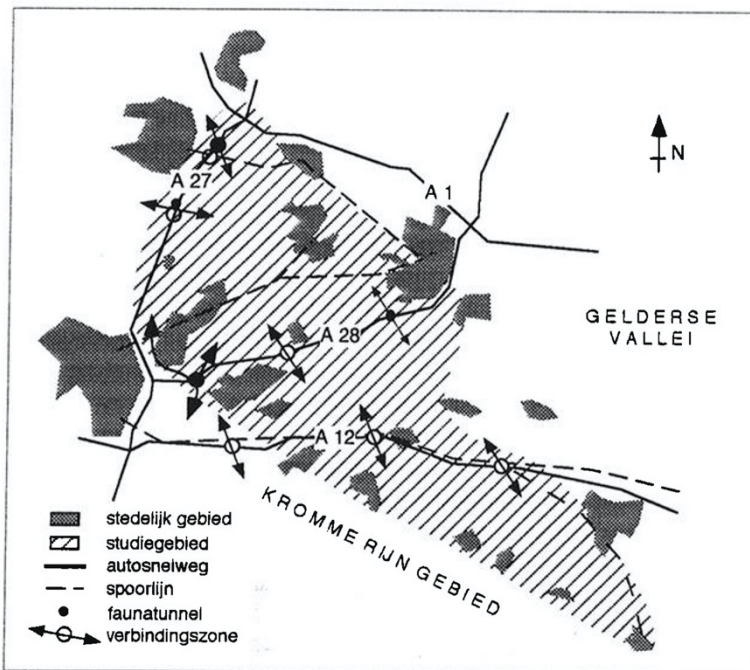 N
A 27
A 1
GELDERSE
VALLEI
A 28
A 12
KROMME RIJN GEBIED
stedelijk gebied
studiegebied
autosnelweg
spoorlijn
faunatunnel
verbindingszone